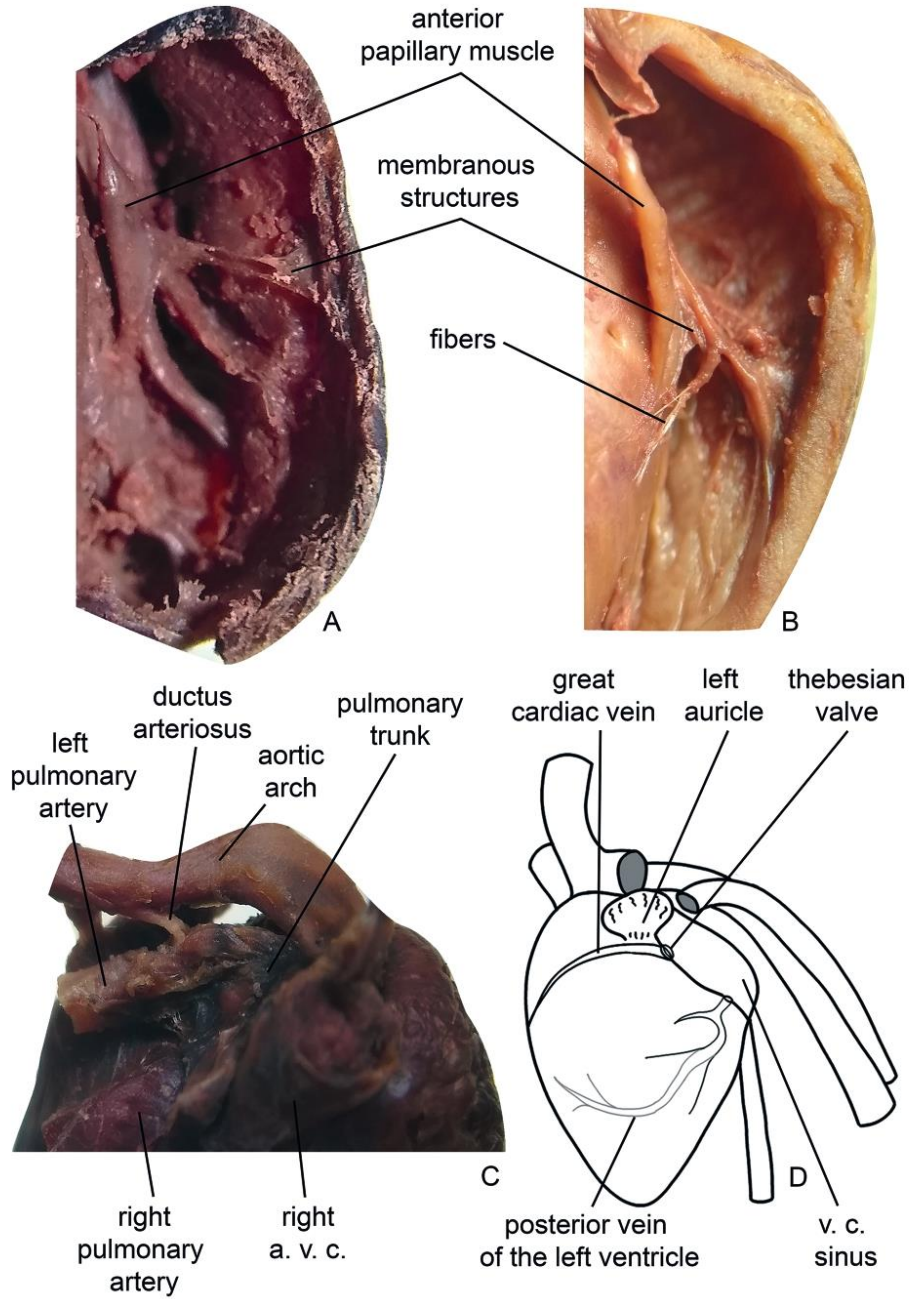 anterior
papillary muscle
membranous
structures
fibers
A
B
ductus
arteriosus
left
pulmonary
artery
aortic
arch
pulmonary
trunk
great
cardiac vein
left
auricle
thebesian
valve
C
D
right
pulmonary
artery
right
a. v. c.
posterior vein
of the left ventricle
v. c.
sinus